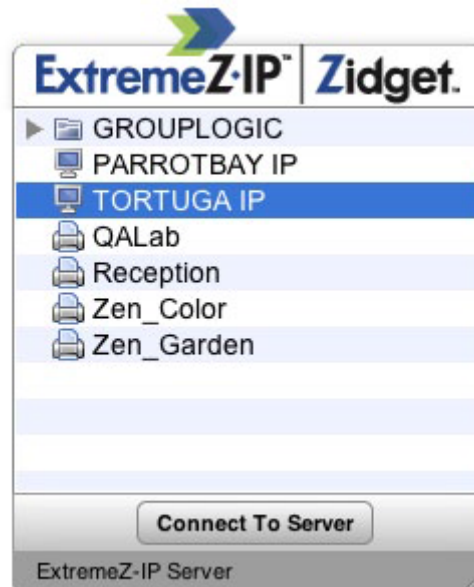 ExtremeZ-IP™ Zidget.
GROUPLOGIC
PARROTBAY IP
TORTUGA IP
QALab
Reception
Zen_Color
Zen_Garden
Connect To Server
ExtremeZ-IP Server